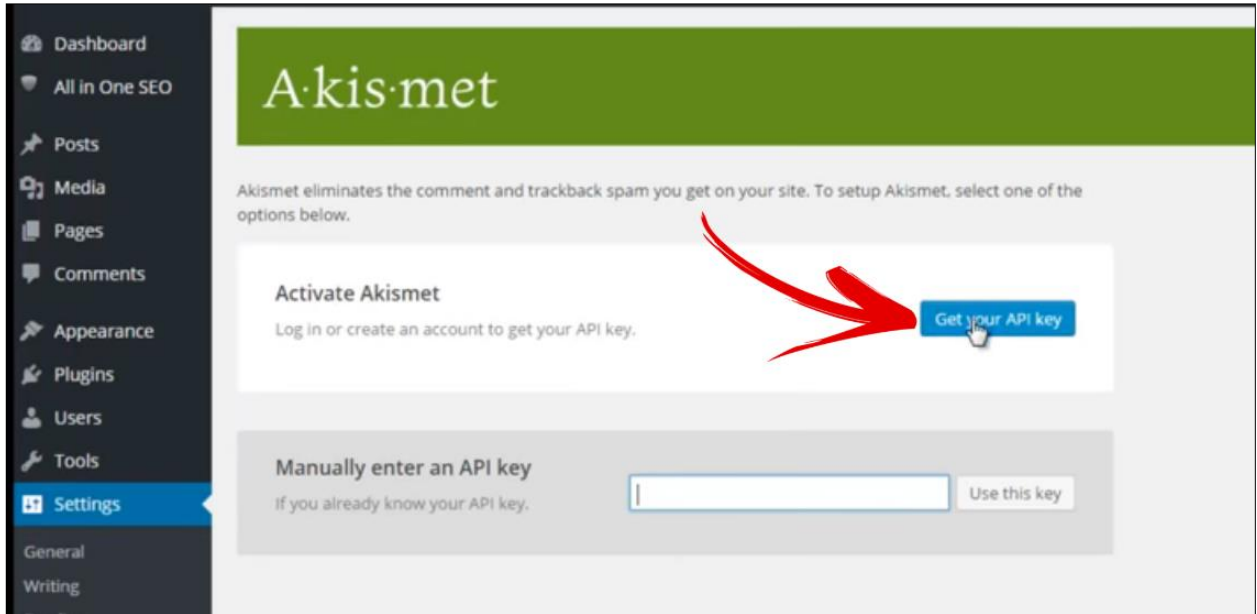 Dashboard
All in One SEO
Posts
Media
Pages
Comments
Appearance
Plugins
Users
Tools
Settings
General
Writing
A·kis·met
Akismet eliminates the comment and trackback spam you get on your site. To setup Akismet, select one of the
options below.
Activate Akismet
Log in or create an account to get your API key.
Get your API key
Manually enter an API key
If you already know your API key.
Use this key